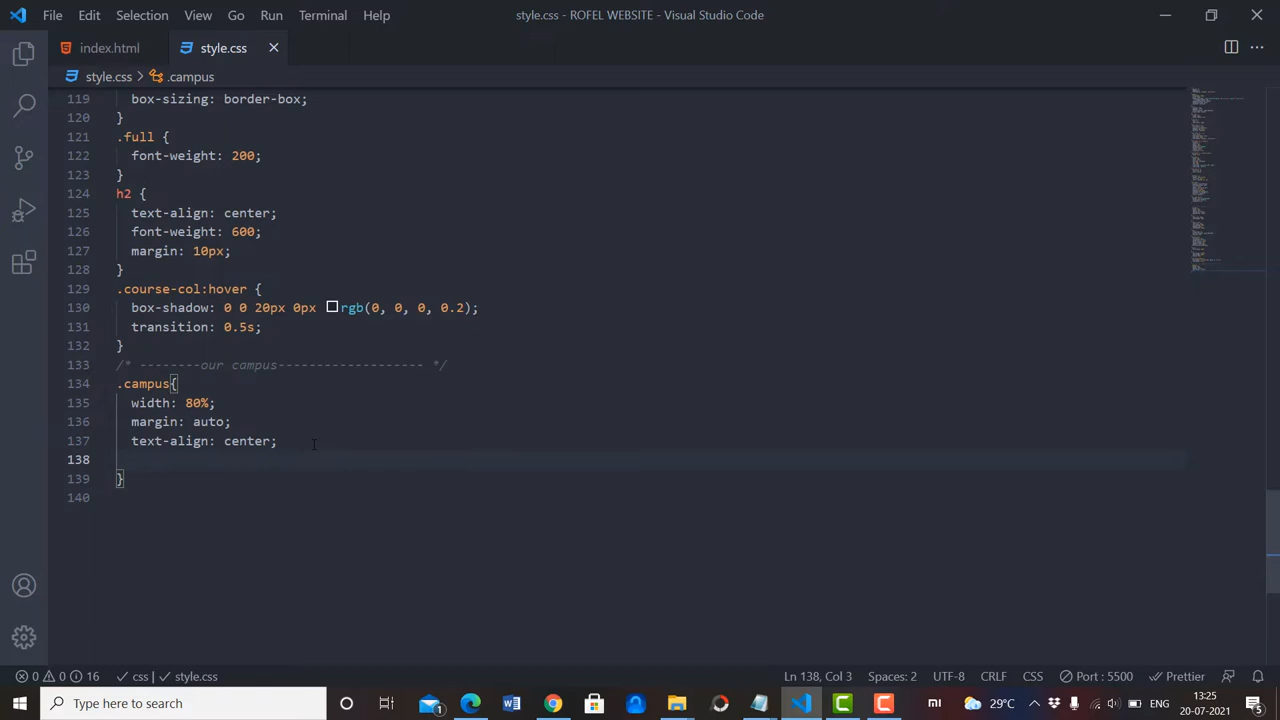 File Edit Selection View Go Run Terminal Help
style.css - ROFEL WEBSITE - Visual Studio Code
index.html
style.css
style.css > .campus
119 box-sizing: border-box;
120 }
121 .full {
122 font-weight: 200;
123 }
124 h2 {
125 text-align: center;
126 font-weight: 600;
127 margin: 10px;
128 }
129 .course-col:hover {
130 box-shadow: 0 0 20px 0px rgb(0, 0, 0, 0.2);
131 transition: 0.5s;
132 }
133 /* --------our campus------------------- */
134 .campus{
135 width: 80%;
136 margin: auto;
137 text-align: center;
138
139 }
140
0 0 16 css | style.css Ln 138, Col 3 Spaces: 2 UTF-8 CRLF CSS Port : 5500 Prettier
Type here to search
1
29°C
ENG
13:25
20-07-2021
5